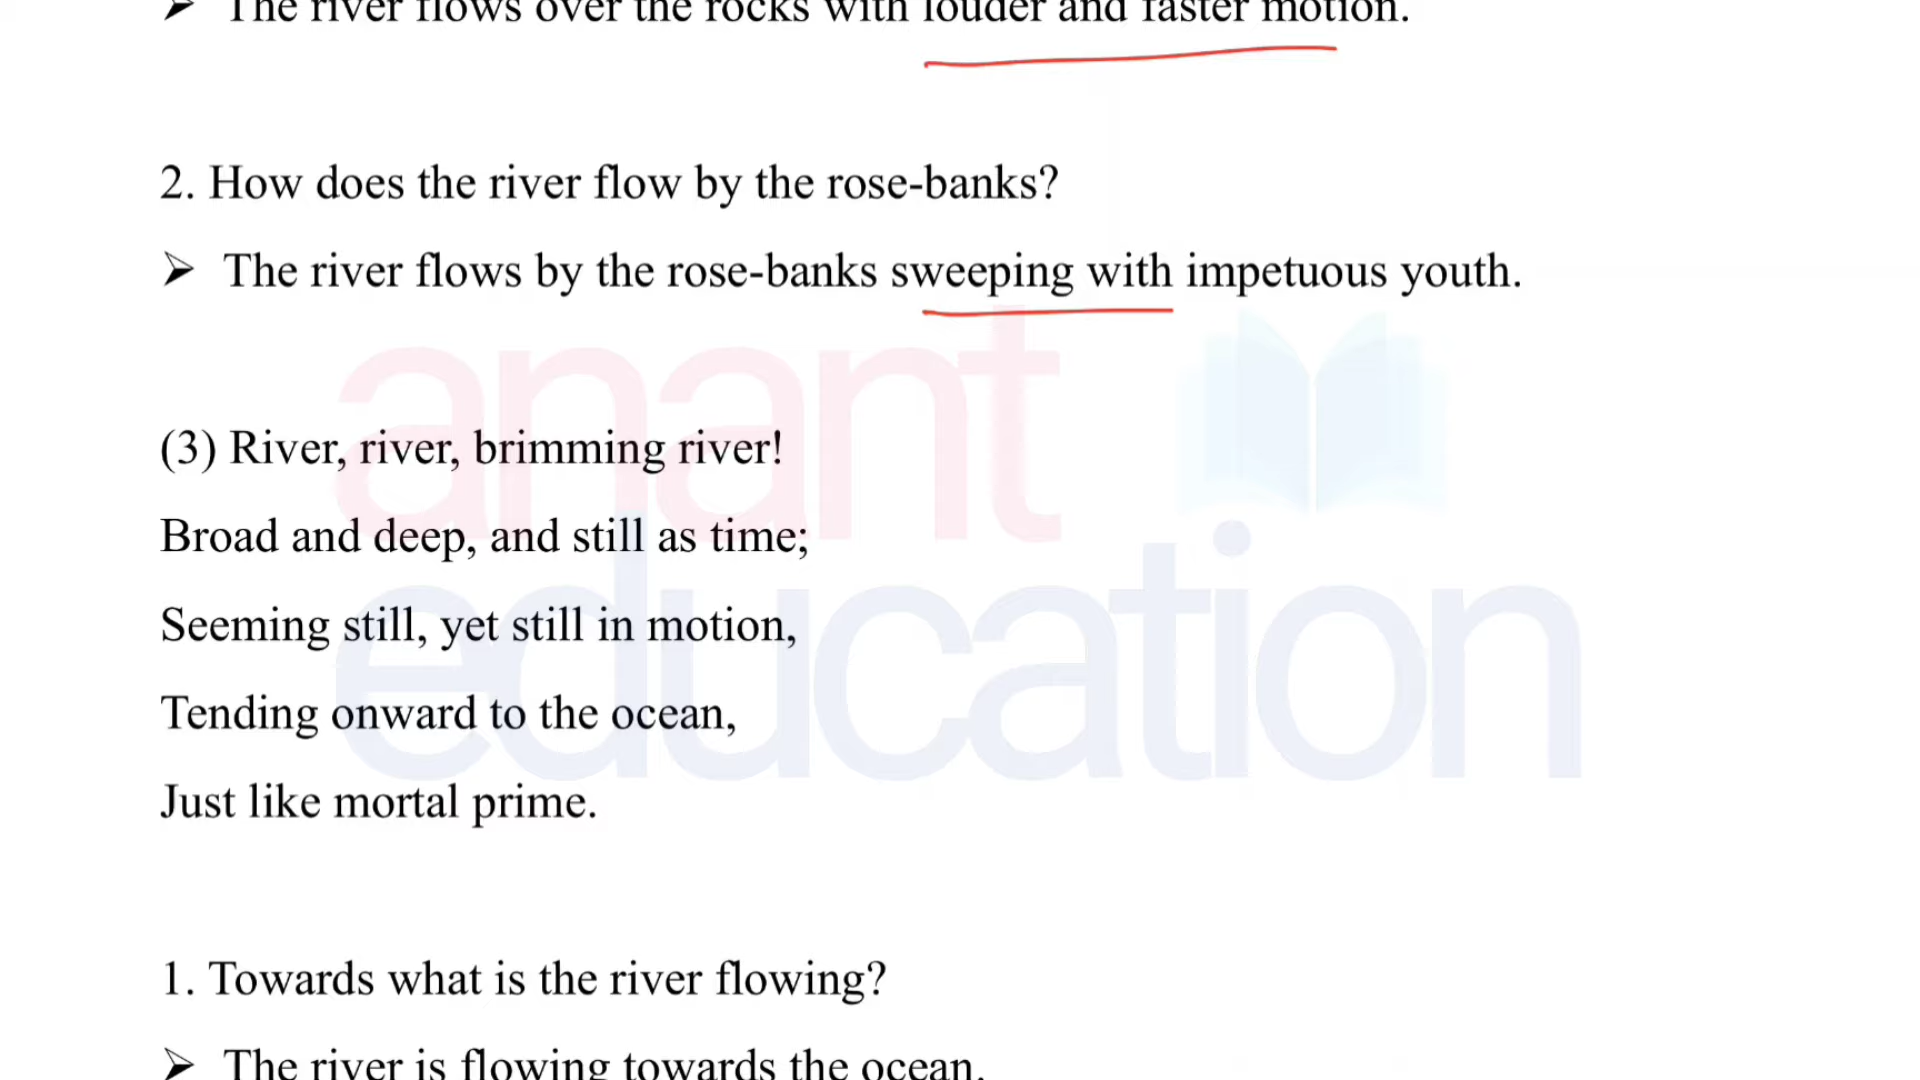 ➢ The river flows over the rocks with louder and faster motion.
2. How does the river flow by the rose-banks?
➢ The river flows by the rose-banks sweeping with impetuous youth.
anant
education
(3) River, river, brimming river!
Broad and deep, and still as time;
Seeming still, yet still in motion,
Tending onward to the ocean,
Just like mortal prime.
1. Towards what is the river flowing?
➢ The river is flowing towards the ocean.